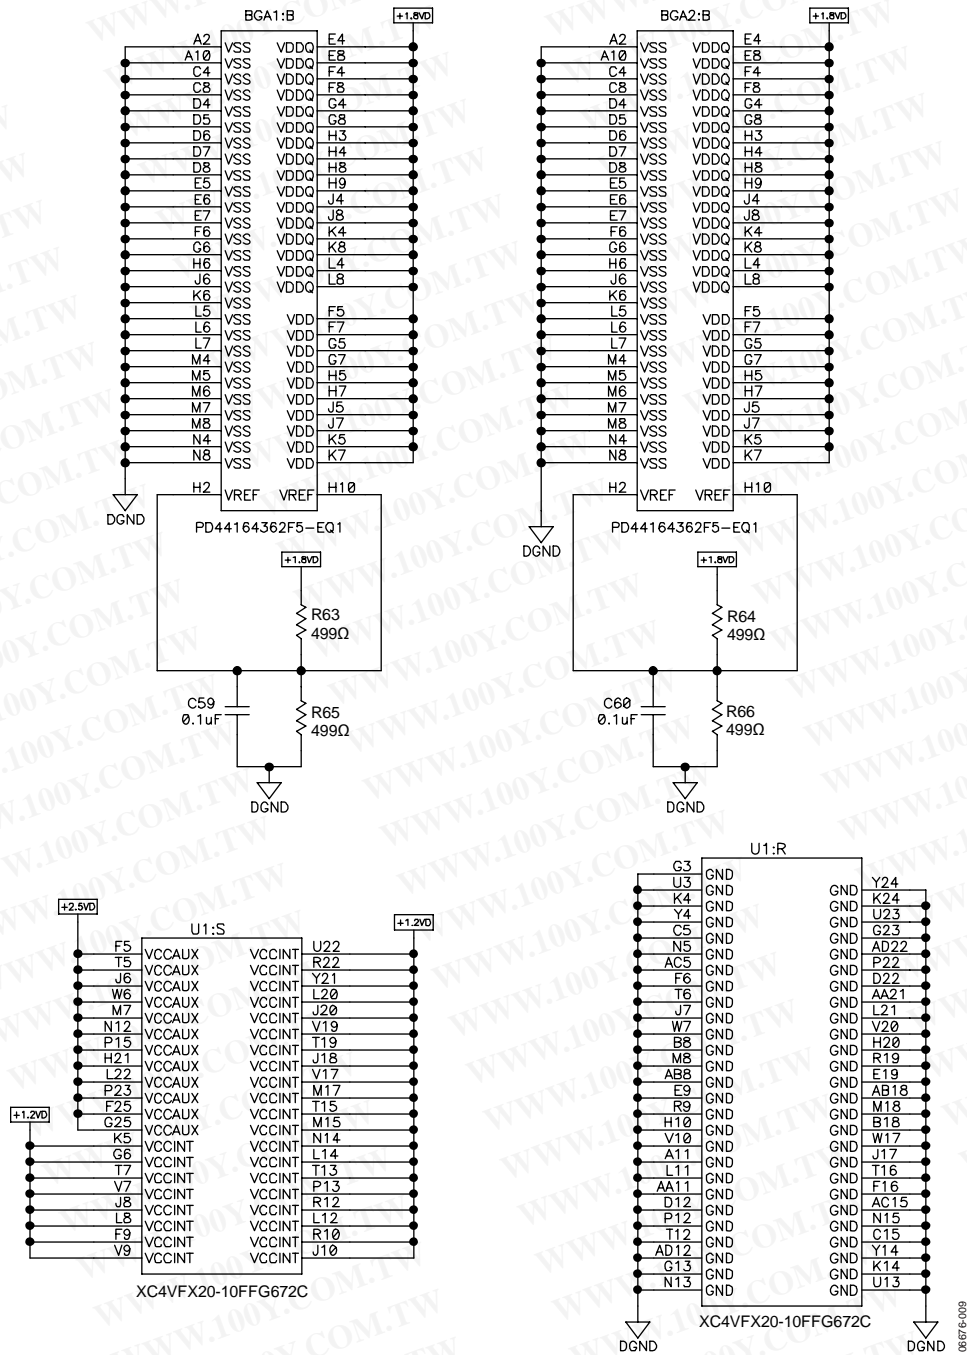 BGA1:B
+1.8VD
A2 VSS VDDQ E4
A10 VSS VDDQ E8
C4 VSS VDDQ F4
C8 VSS VDDQ F8
D4 VSS VDDQ G4
D5 VSS VDDQ G8
D6 VSS VDDQ H3
D7 VSS VDDQ H4
D8 VSS VDDQ H8
E5 VSS VDDQ H9
E6 VSS VDDQ J4
E7 VSS VDDQ J8
F6 VSS VDDQ K4
G6 VSS VDDQ K8
H6 VSS VDDQ L4
J6 VSS VDDQ L8
K6 VSS
L5 VSS VDD F5
L6 VSS VDD F7
L7 VSS VDD G5
M4 VSS VDD G7
M5 VSS VDD H5
M6 VSS VDD H7
M7 VSS VDD J5
M8 VSS VDD J7
N4 VSS VDD K5
N8 VSS VDD K7
H2 VREF VREF H10
DGND
PD44164362F5-EQ1
+1.8VD
R63
499Ω
C59
0.1uF
R65
499Ω
DGND
BGA2:B
+1.8VD
A2 VSS VDDQ E4
A10 VSS VDDQ E8
C4 VSS VDDQ F4
C8 VSS VDDQ F8
D4 VSS VDDQ G4
D5 VSS VDDQ G8
D6 VSS VDDQ H3
D7 VSS VDDQ H4
D8 VSS VDDQ H8
E5 VSS VDDQ H9
E6 VSS VDDQ J4
E7 VSS VDDQ J8
F6 VSS VDDQ K4
G6 VSS VDDQ K8
H6 VSS VDDQ L4
J6 VSS VDDQ L8
K6 VSS
L5 VSS VDD F5
L6 VSS VDD F7
L7 VSS VDD G5
M4 VSS VDD G7
M5 VSS VDD H5
M6 VSS VDD H7
M7 VSS VDD J5
M8 VSS VDD J7
N4 VSS VDD K5
N8 VSS VDD K7
H2 VREF VREF H10
PD44164362F5-EQ1
DGND
+1.8VD
R64
499Ω
C60
0.1uF
R66
499Ω
DGND
+2.5VD
+1.2VD
U1:S
F5 VCCAUX VCCINT U22
T5 VCCAUX VCCINT R22
J6 VCCAUX VCCINT Y21
W6 VCCAUX VCCINT L20
M7 VCCAUX VCCINT J20
N12 VCCAUX VCCINT V19
P15 VCCAUX VCCINT T19
H21 VCCAUX VCCINT J18
L22 VCCAUX VCCINT V17
P23 VCCAUX VCCINT M17
F25 VCCAUX VCCINT T15
G25 VCCAUX VCCINT M15
+1.2VD
K5 VCCINT VCCINT N14
G6 VCCINT VCCINT L14
T7 VCCINT VCCINT T13
V7 VCCINT VCCINT P13
J8 VCCINT VCCINT R12
L8 VCCINT VCCINT L12
F9 VCCINT VCCINT R10
V9 VCCINT VCCINT J10
XC4VFX20-10FFG672C
U1:R
G3 GND
U3 GND GND Y24
K4 GND GND K24
Y4 GND GND U23
C5 GND GND G23
N5 GND GND AD22
AC5 GND GND P22
F6 GND GND D22
T6 GND GND AA21
J7 GND GND L21
W7 GND GND V20
B8 GND GND H20
M8 GND GND R19
AB8 GND GND E19
E9 GND GND AB18
R9 GND GND M18
H10 GND GND B18
V10 GND GND W17
A11 GND GND J17
L11 GND GND T16
AA11 GND GND F16
D12 GND GND AC15
P12 GND GND N15
T12 GND GND C15
AD12 GND GND Y14
G13 GND GND K14
N13 GND GND U13
XC4VFX20-10FFG672C
DGND
DGND
06676-009
WWW.100Y.COM.TW